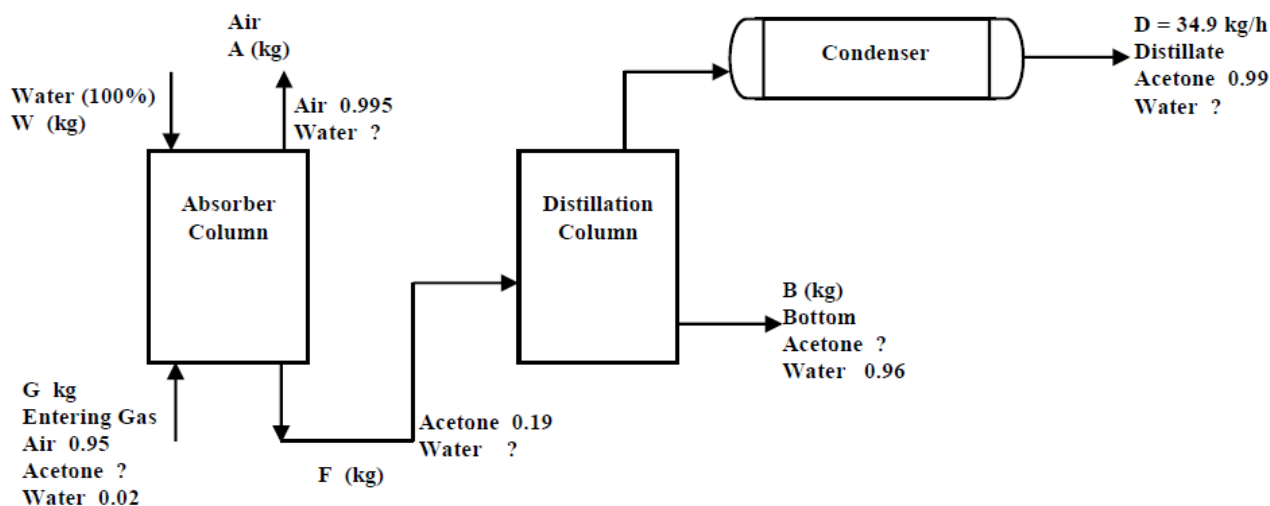 Air
A (kg)
Water (100%)
W (kg)
Air 0.995
Water ?
Absorber
Column
G kg
Entering Gas
Air 0.95
Acetone ?
Water 0.02
F (kg)
Acetone 0.19
Water ?
Distillation
Column
Condenser
D = 34.9 kg/h
Distillate
Acetone 0.99
Water ?
B (kg)
Bottom
Acetone ?
Water 0.96